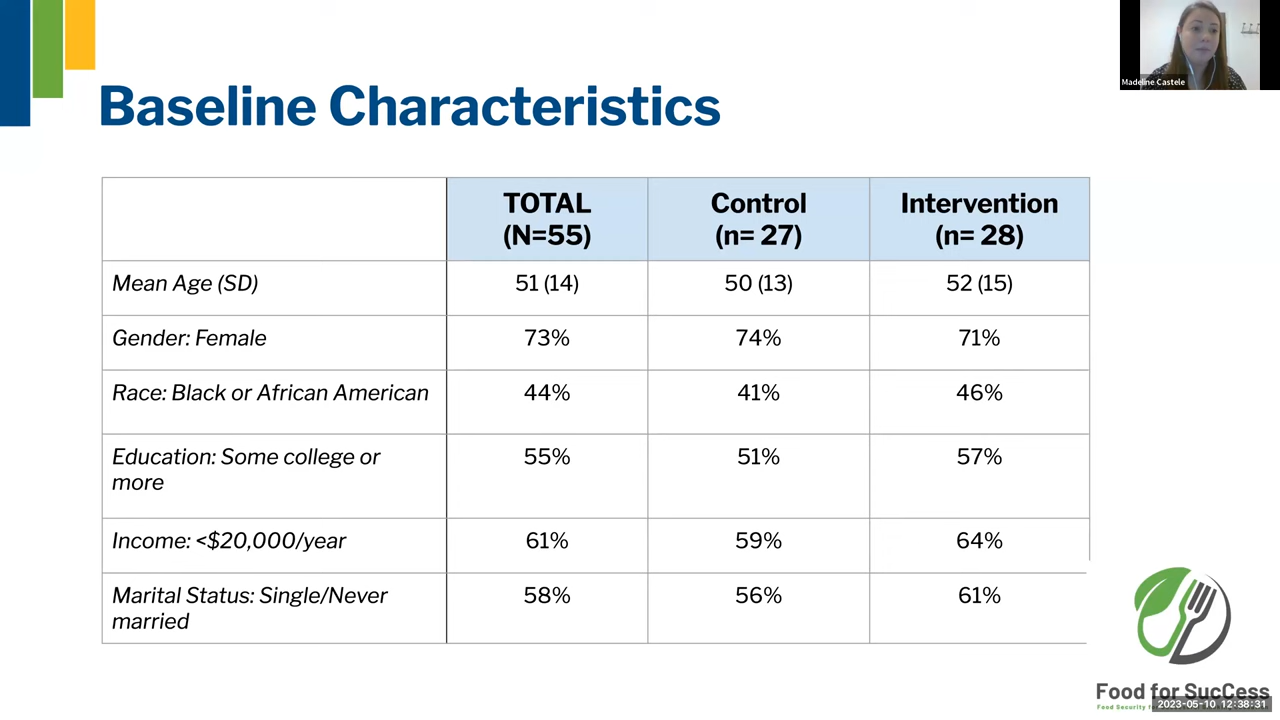 Madeline Castele
Baseline Characteristics
TOTAL
(N=55)
Control
(n= 27)
Intervention
(n= 28)
Mean Age (SD)
51 (14)
50 (13)
52 (15)
Gender: Female
73%
74%
71%
Race: Black or African American
44%
41%
46%
Education: Some college or
more
55%
51%
57%
Income: <$20,000/year
61%
59%
64%
Marital Status: Single/Never
married
58%
56%
61%
Food for SucCess
Food Security
2023-05-10 12:38:31